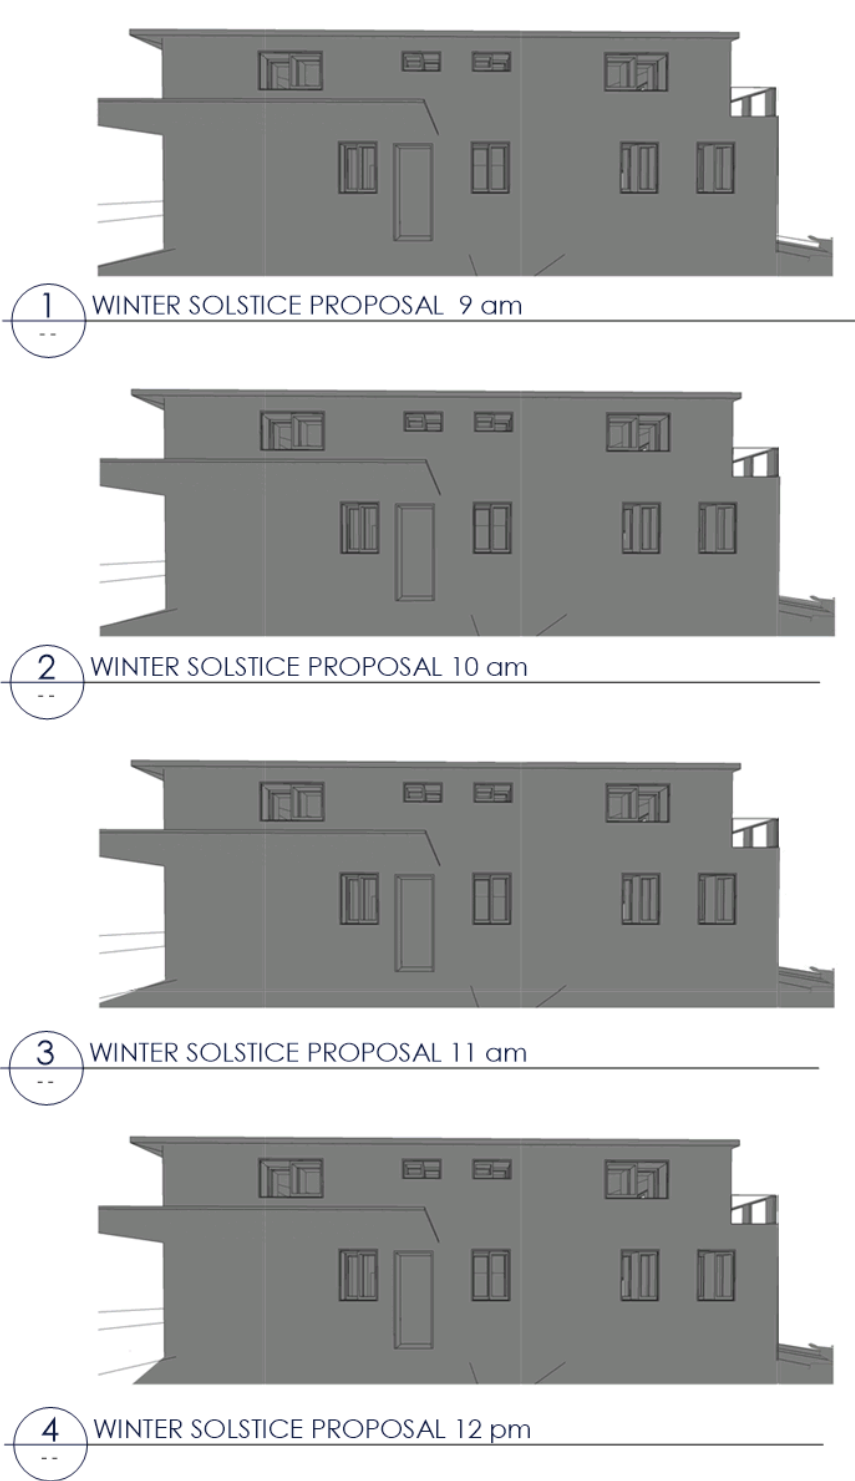 1 WINTER SOLSTICE PROPOSAL 9 am
--
2 WINTER SOLSTICE PROPOSAL 10 am
--
3 WINTER SOLSTICE PROPOSAL 11 am
--
4 WINTER SOLSTICE PROPOSAL 12 pm
--